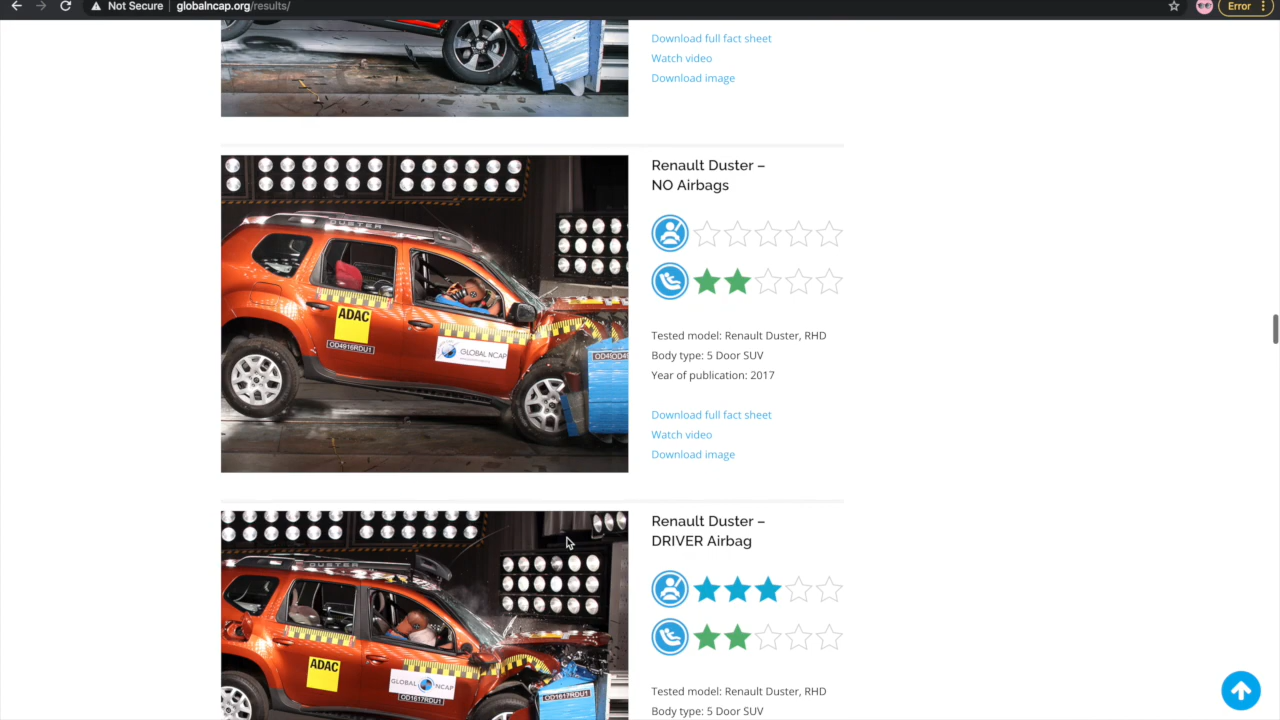 Not Secure | globalncap.org/results/
Error
Download full fact sheet
Watch video
Download image
Renault Duster –
NO Airbags
DUSTER
ADAC
OD4916RDU1
GLOBAL NCAP
Tested model: Renault Duster, RHD
Body type: 5 Door SUV
Year of publication: 2017
Download full fact sheet
Watch video
Download image
Renault Duster –
DRIVER Airbag
DUSTER
ADAC
GLOBAL NCAP
OD1617RDU1
OD1617RDU1
Tested model: Renault Duster, RHD
Body type: 5 Door SUV